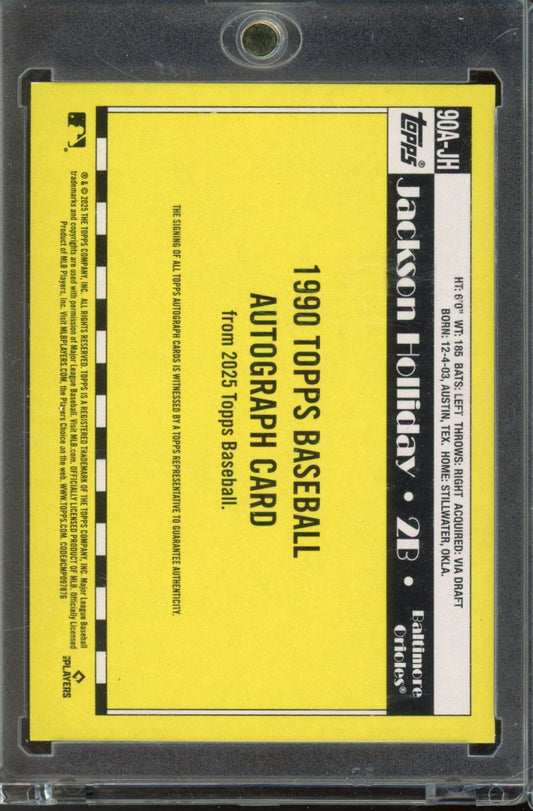 90A-JH
HT: 6'0" WT: 185 BATS: LEFT THROWS: RIGHT ACQUIRED: VIA DRAFT
BORN: 12-4-03, AUSTIN, TEX. HOME: STILLWATER, OKLA.
TOPPS®
Jackson Holliday • 2B •
Baltimore
Orioles®
1990 TOPPS BASEBALL
AUTOGRAPH CARD
from 2025 Topps Baseball.
THE SIGNING OF ALL TOPPS AUTOGRAPH CARDS IS WITNESSED BY A TOPPS REPRESENTATIVE TO GUARANTEE AUTHENTICITY.
® & © 2025 THE TOPPS COMPANY, INC. ALL RIGHTS RESERVED. TOPPS IS A REGISTERED TRADEMARK OF THE TOPPS COMPANY, INC. Major League Baseball
trademarks and copyrights are used with permission of Major League Baseball. Visit MLB.com. OFFICIALLY LICENSED PRODUCT OF MLB. Officially Licensed
Product of MLB Players, Inc. Visit MLBPLAYERS.COM, the Players Choice on the web. WWW.TOPPS.COM. CODE#CMP097876
MLB PLAYERS